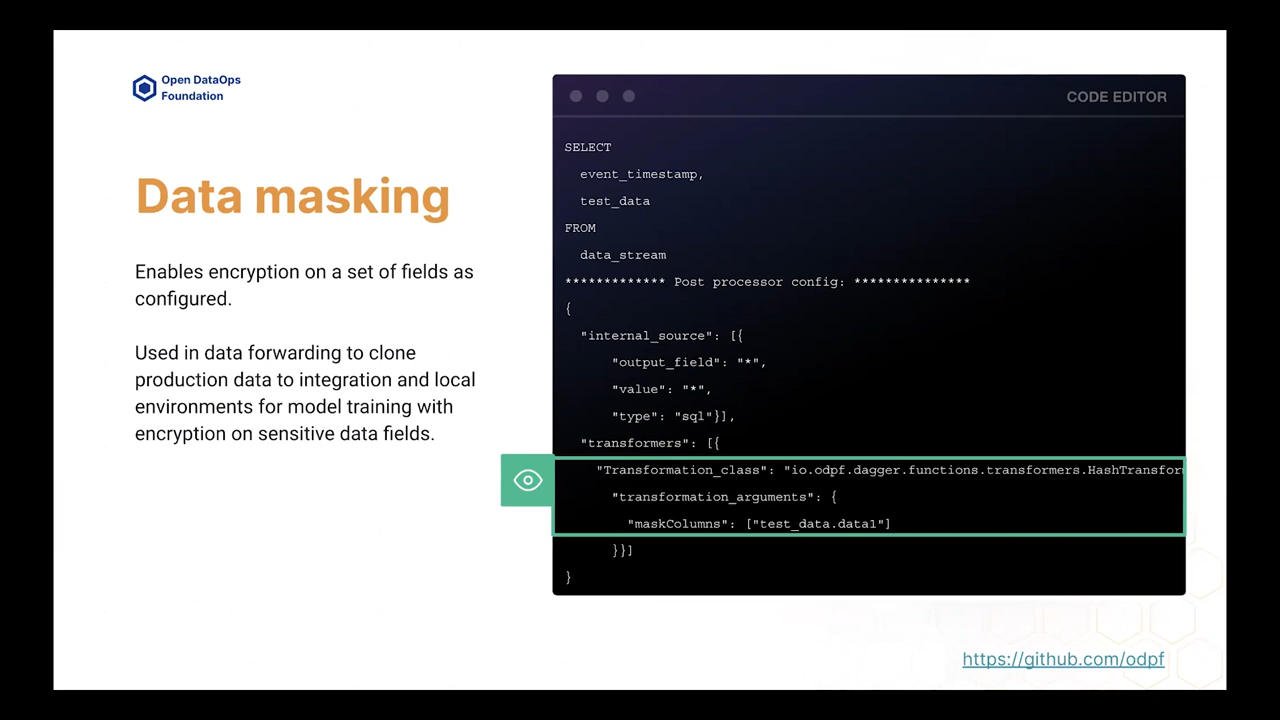 Open DataOps
Foundation
Data masking
Enables encryption on a set of fields as
configured.
Used in data forwarding to clone
production data to integration and local
environments for model training with
encryption on sensitive data fields.
CODE EDITOR
SELECT
event_timestamp,
test_data
FROM
data_stream
************* Post processor config: ***************
{
"internal_source": [{
"output_field": "*",
"value": "*",
"type": "sql"}],
"transformers": [{
"Transformation_class": "io.odpf.dagger.functions.transformers.HashTransfor
"transformation_arguments": {
"maskColumns": ["test_data.data1"]
}}]
}
https://github.com/odpf